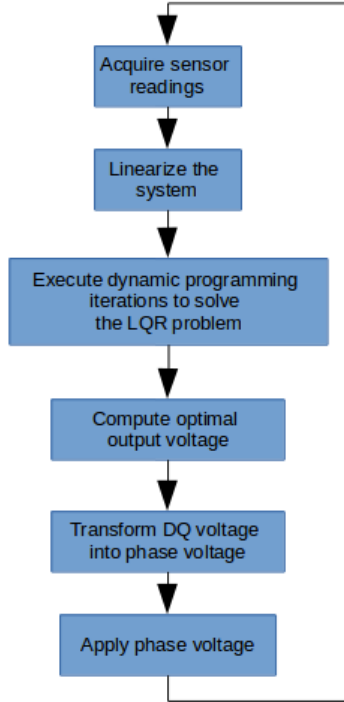 Acquire sensor
readings
Linearize the
system
Execute dynamic programming
iterations to solve
the LQR problem
Compute optimal
output voltage
Transform DQ voltage
into phase voltage
Apply phase voltage